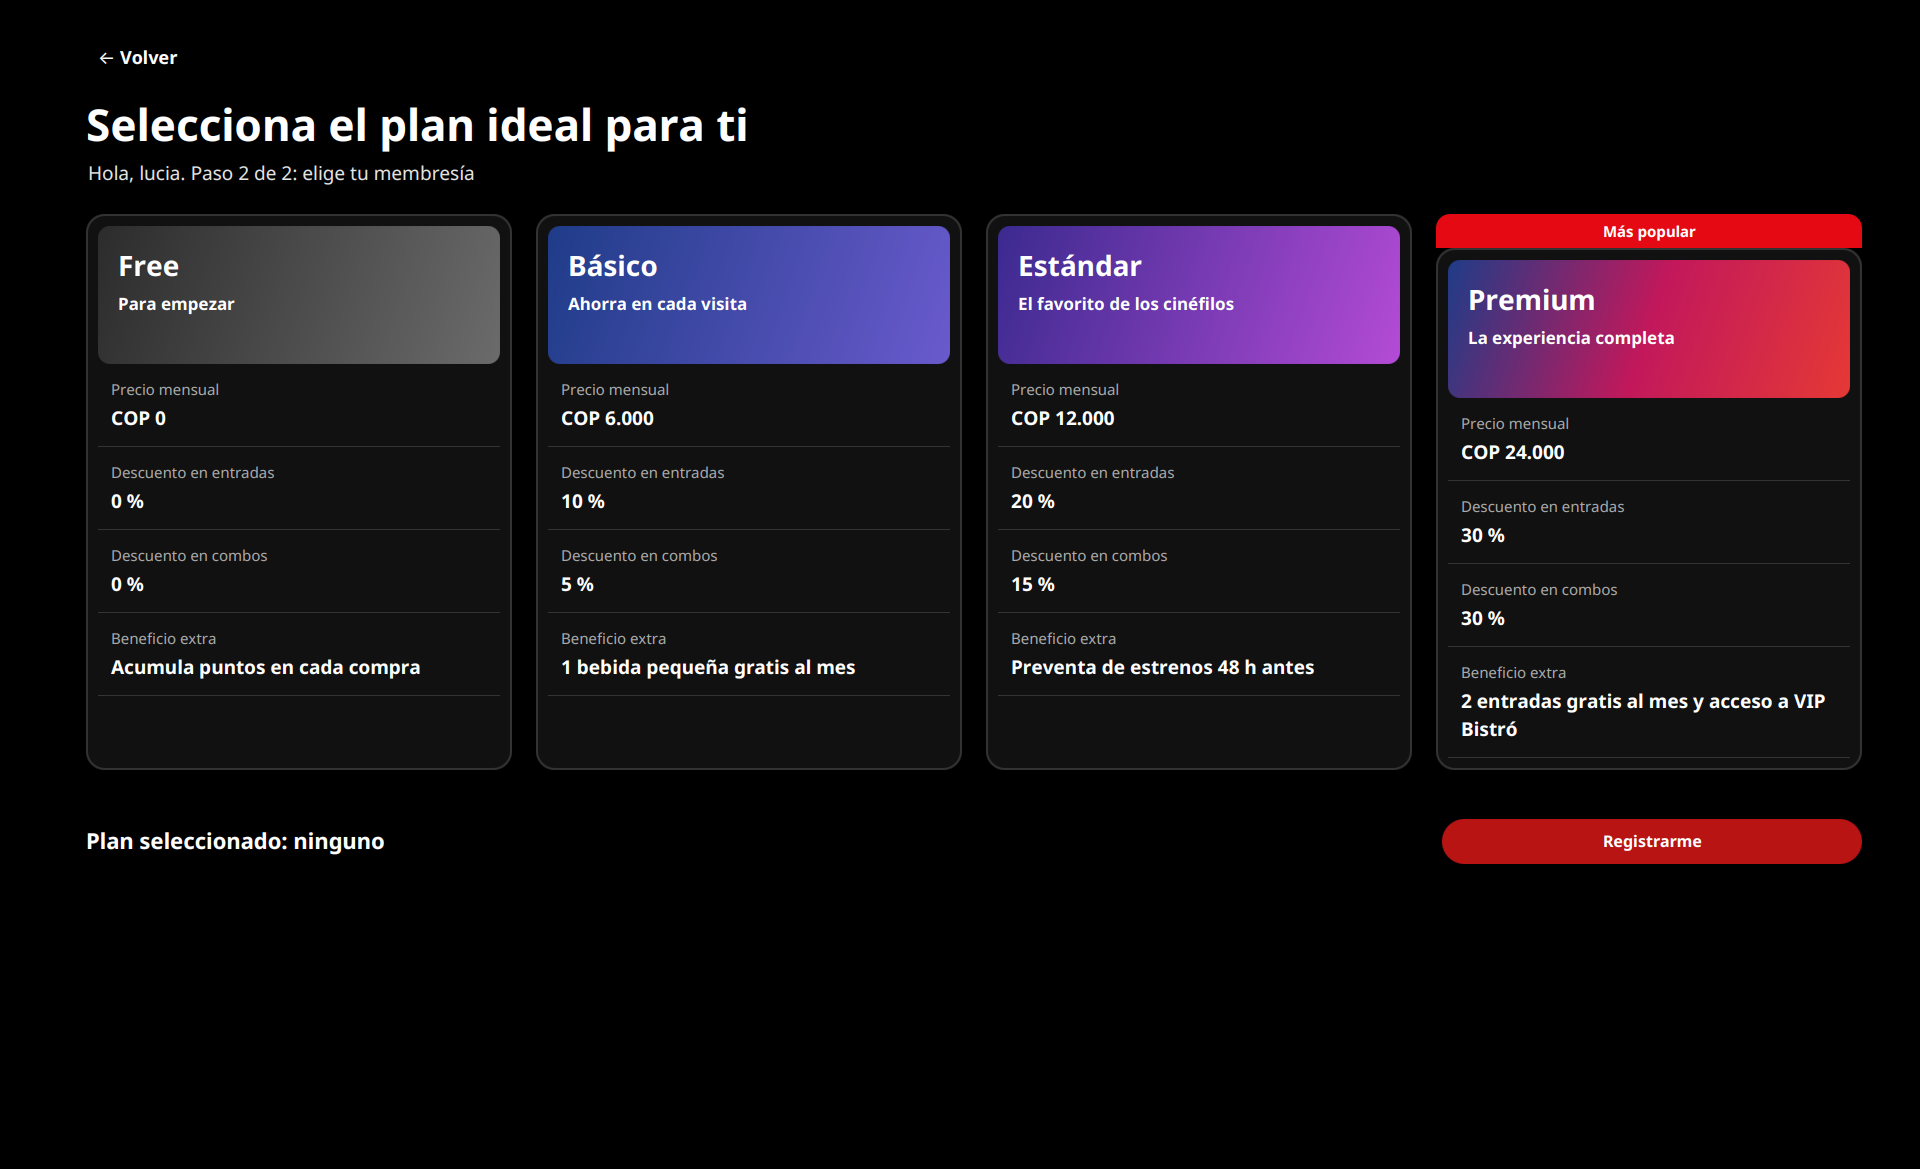 ← Volver
Selecciona el plan ideal para ti
Hola, lucia. Paso 2 de 2: elige tu membresía
Free
Para empezar
Precio mensual
COP 0
Descuento en entradas
0 %
Descuento en combos
0 %
Beneficio extra
Acumula puntos en cada compra
Básico
Ahorra en cada visita
Precio mensual
COP 6.000
Descuento en entradas
10 %
Descuento en combos
5 %
Beneficio extra
1 bebida pequeña gratis al mes
Estándar
El favorito de los cinéfilos
Precio mensual
COP 12.000
Descuento en entradas
20 %
Descuento en combos
15 %
Beneficio extra
Preventa de estrenos 48 h antes
Más popular
Premium
La experiencia completa
Precio mensual
COP 24.000
Descuento en entradas
30 %
Descuento en combos
30 %
Beneficio extra
2 entradas gratis al mes y acceso a VIP
Bistró
Plan seleccionado: ninguno
Registrarme